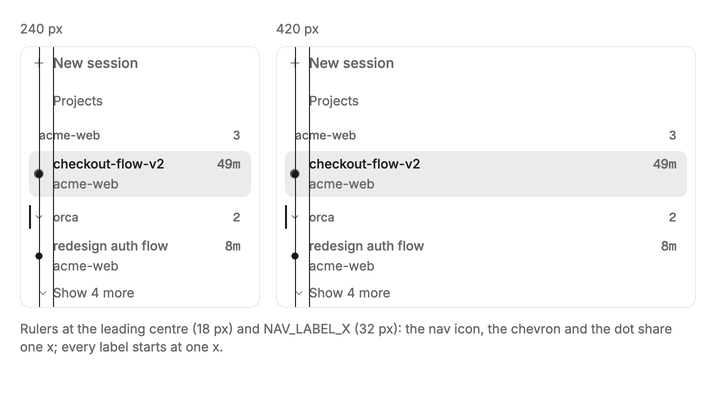 240 px
420 px
New session
Projects
acme-web 3
checkout-flow-v2 49m
acme-web
orca 2
redesign auth flow 8m
acme-web
Show 4 more
New session
Projects
acme-web 3
checkout-flow-v2 49m
acme-web
orca 2
redesign auth flow 8m
acme-web
Show 4 more
Rulers at the leading centre (18 px) and NAV_LABEL_X (32 px): the nav icon, the chevron and the dot share
one x; every label starts at one x.